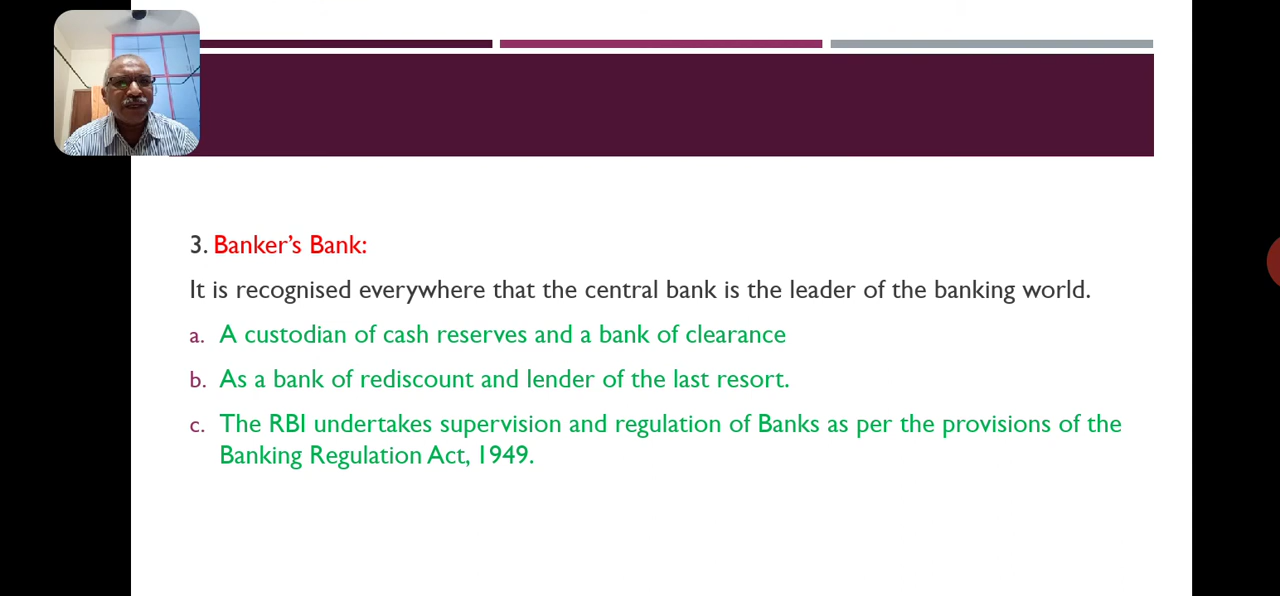 3. Banker’s Bank:
It is recognised everywhere that the central bank is the leader of the banking world.
a. A custodian of cash reserves and a bank of clearance
b. As a bank of rediscount and lender of the last resort.
c. The RBI undertakes supervision and regulation of Banks as per the provisions of the
Banking Regulation Act, 1949.